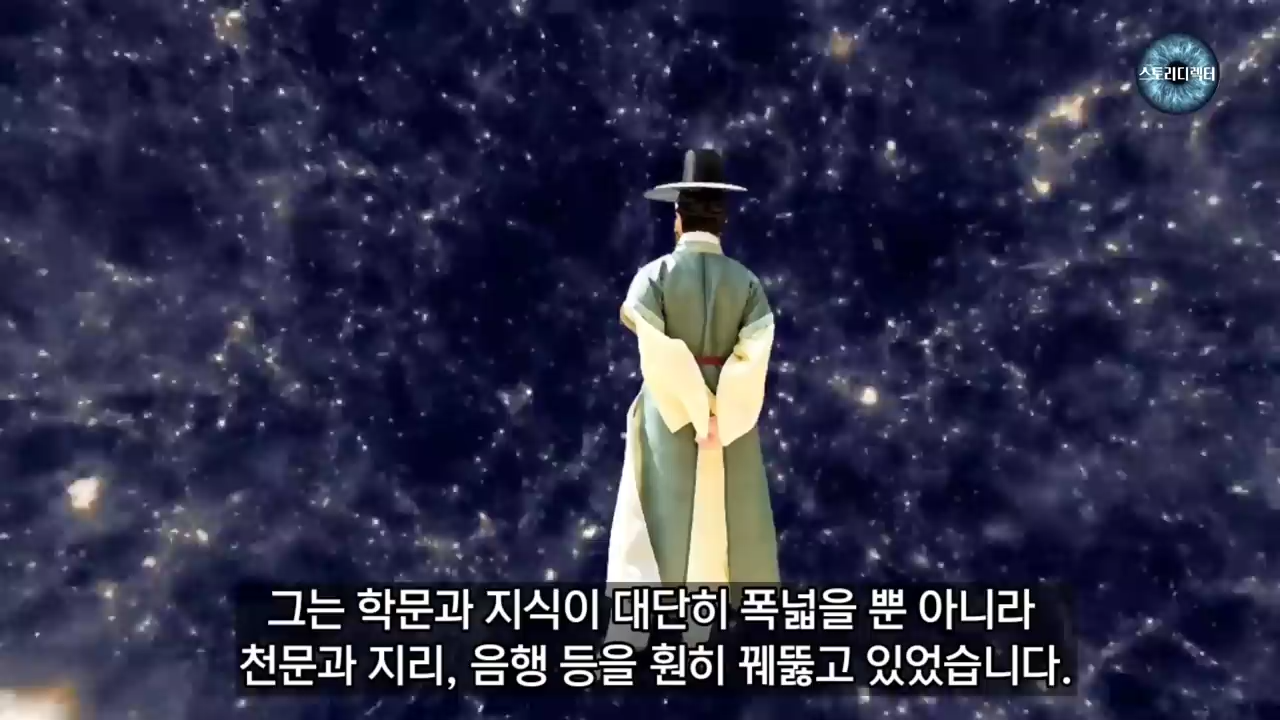 스토리디렉터
그는 학문과 지식이 대단히 폭넓을 뿐 아니라
천문과 지리, 음행 등을 훤히 꿰뚫고 있었습니다.